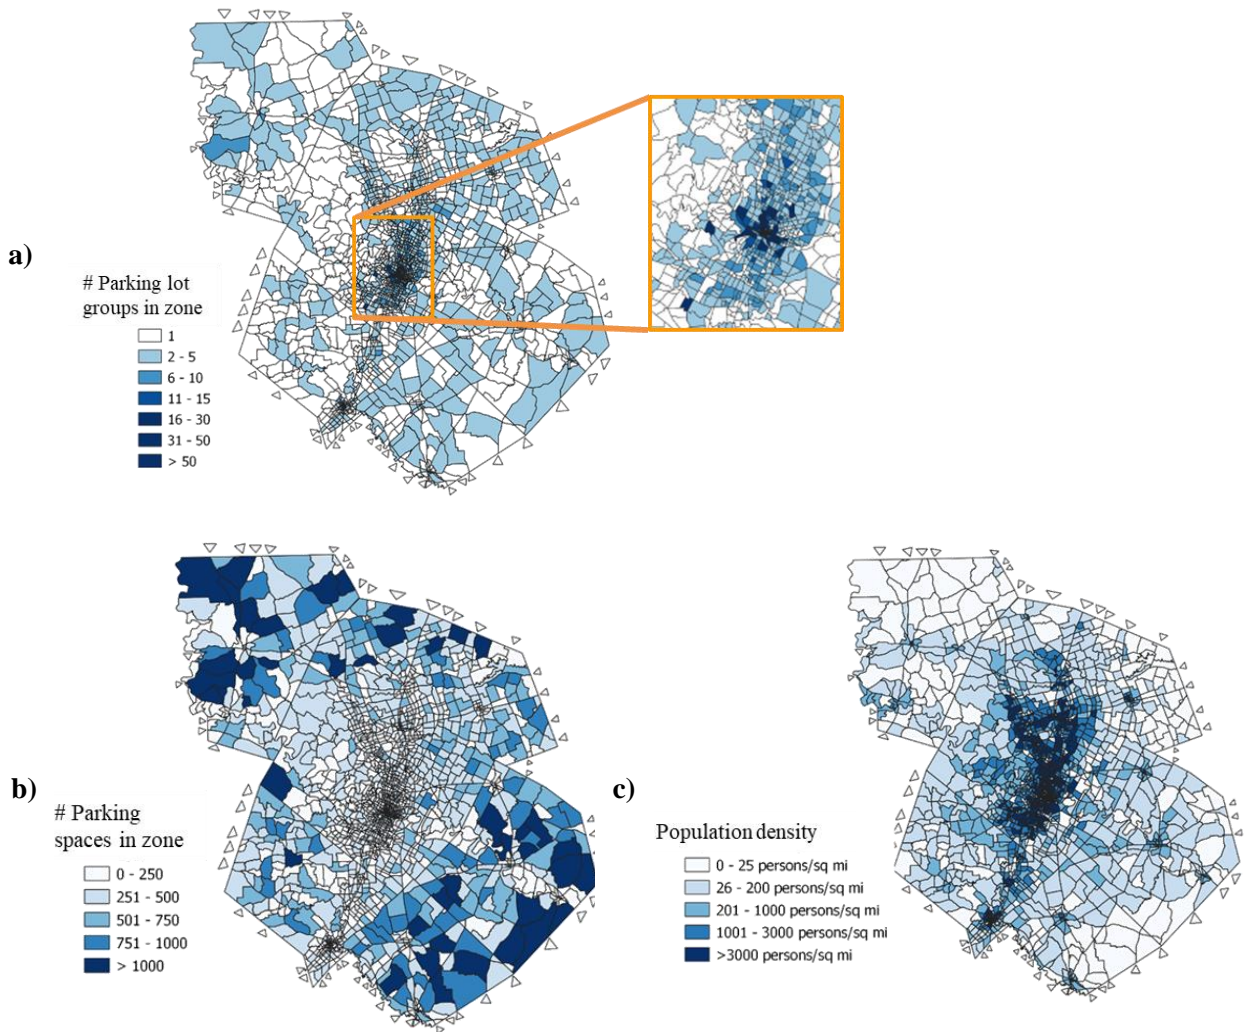 a)
# Parking lot
groups in zone
1
2 - 5
6 - 10
11 - 15
16 - 30
31 - 50
> 50
b)
# Parking
spaces in zone
0 - 250
251 - 500
501 - 750
751 - 1000
> 1000
c)
Population density
0 - 25 persons/sq mi
26 - 200 persons/sq mi
201 - 1000 persons/sq mi
1001 - 3000 persons/sq mi
>3000 persons/sq mi